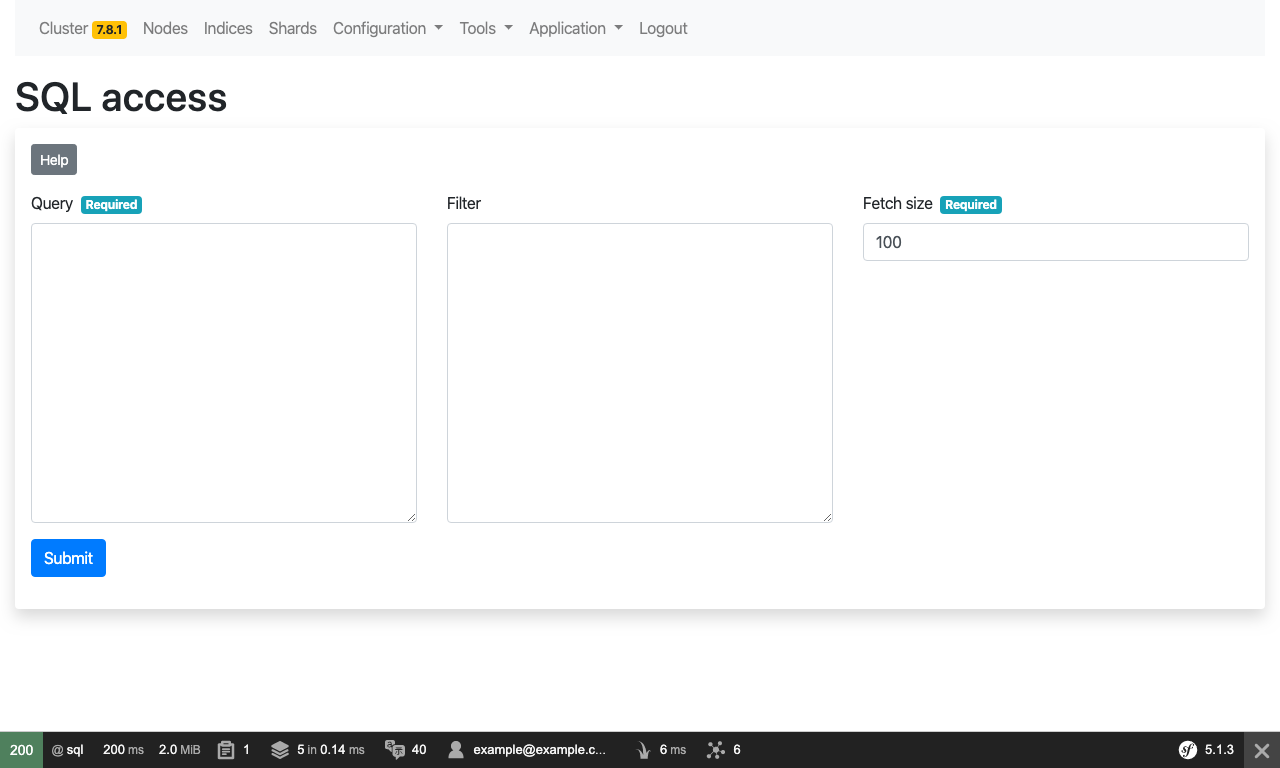 Cluster 7.8.1 Nodes Indices Shards Configuration Tools Application Logout
SQL access
Help
Query Required Filter Fetch size Required
100
Submit
200 @ sql 200 ms 2.0 MiB 1 5 in 0.14 ms 40 example@example.c... 6 ms 6 sf 5.1.3